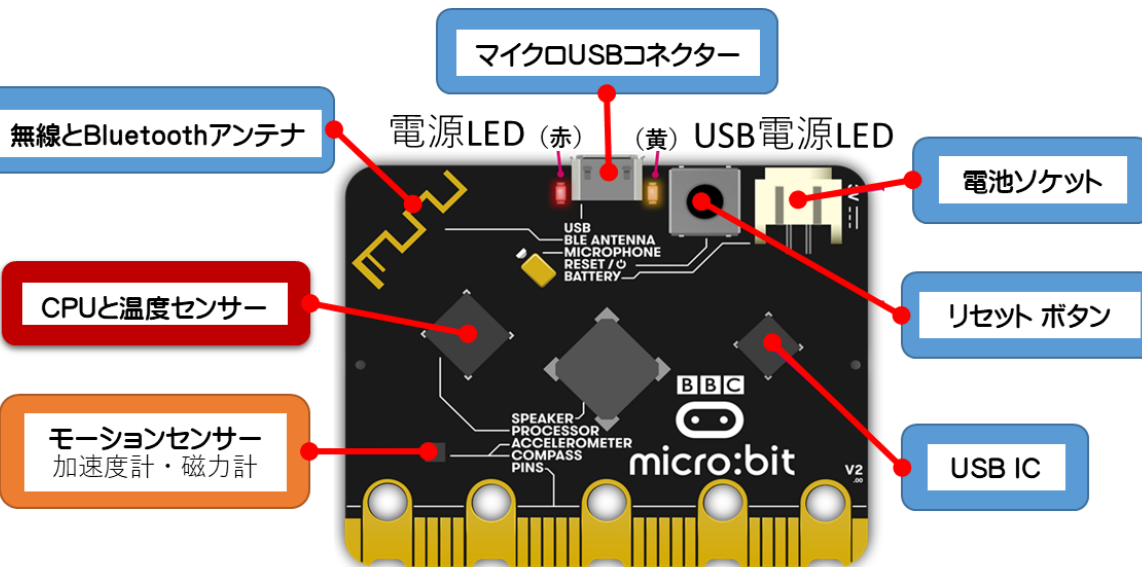 マイクロUSBコネクター
無線とBluetoothアンテナ
電源LED（赤）
（黄）USB電源LED
電池ソケット
USB
BLE ANTENNA
MICROPHONE
RESET /
BATTERY
CPUと温度センサー
リセット ボタン
BBC
micro:bit
モーションセンサー
加速度計・磁力計
SPEAKER
PROCESSOR
ACCELEROMETER
COMPASS
PINS
USB IC
V2
.00